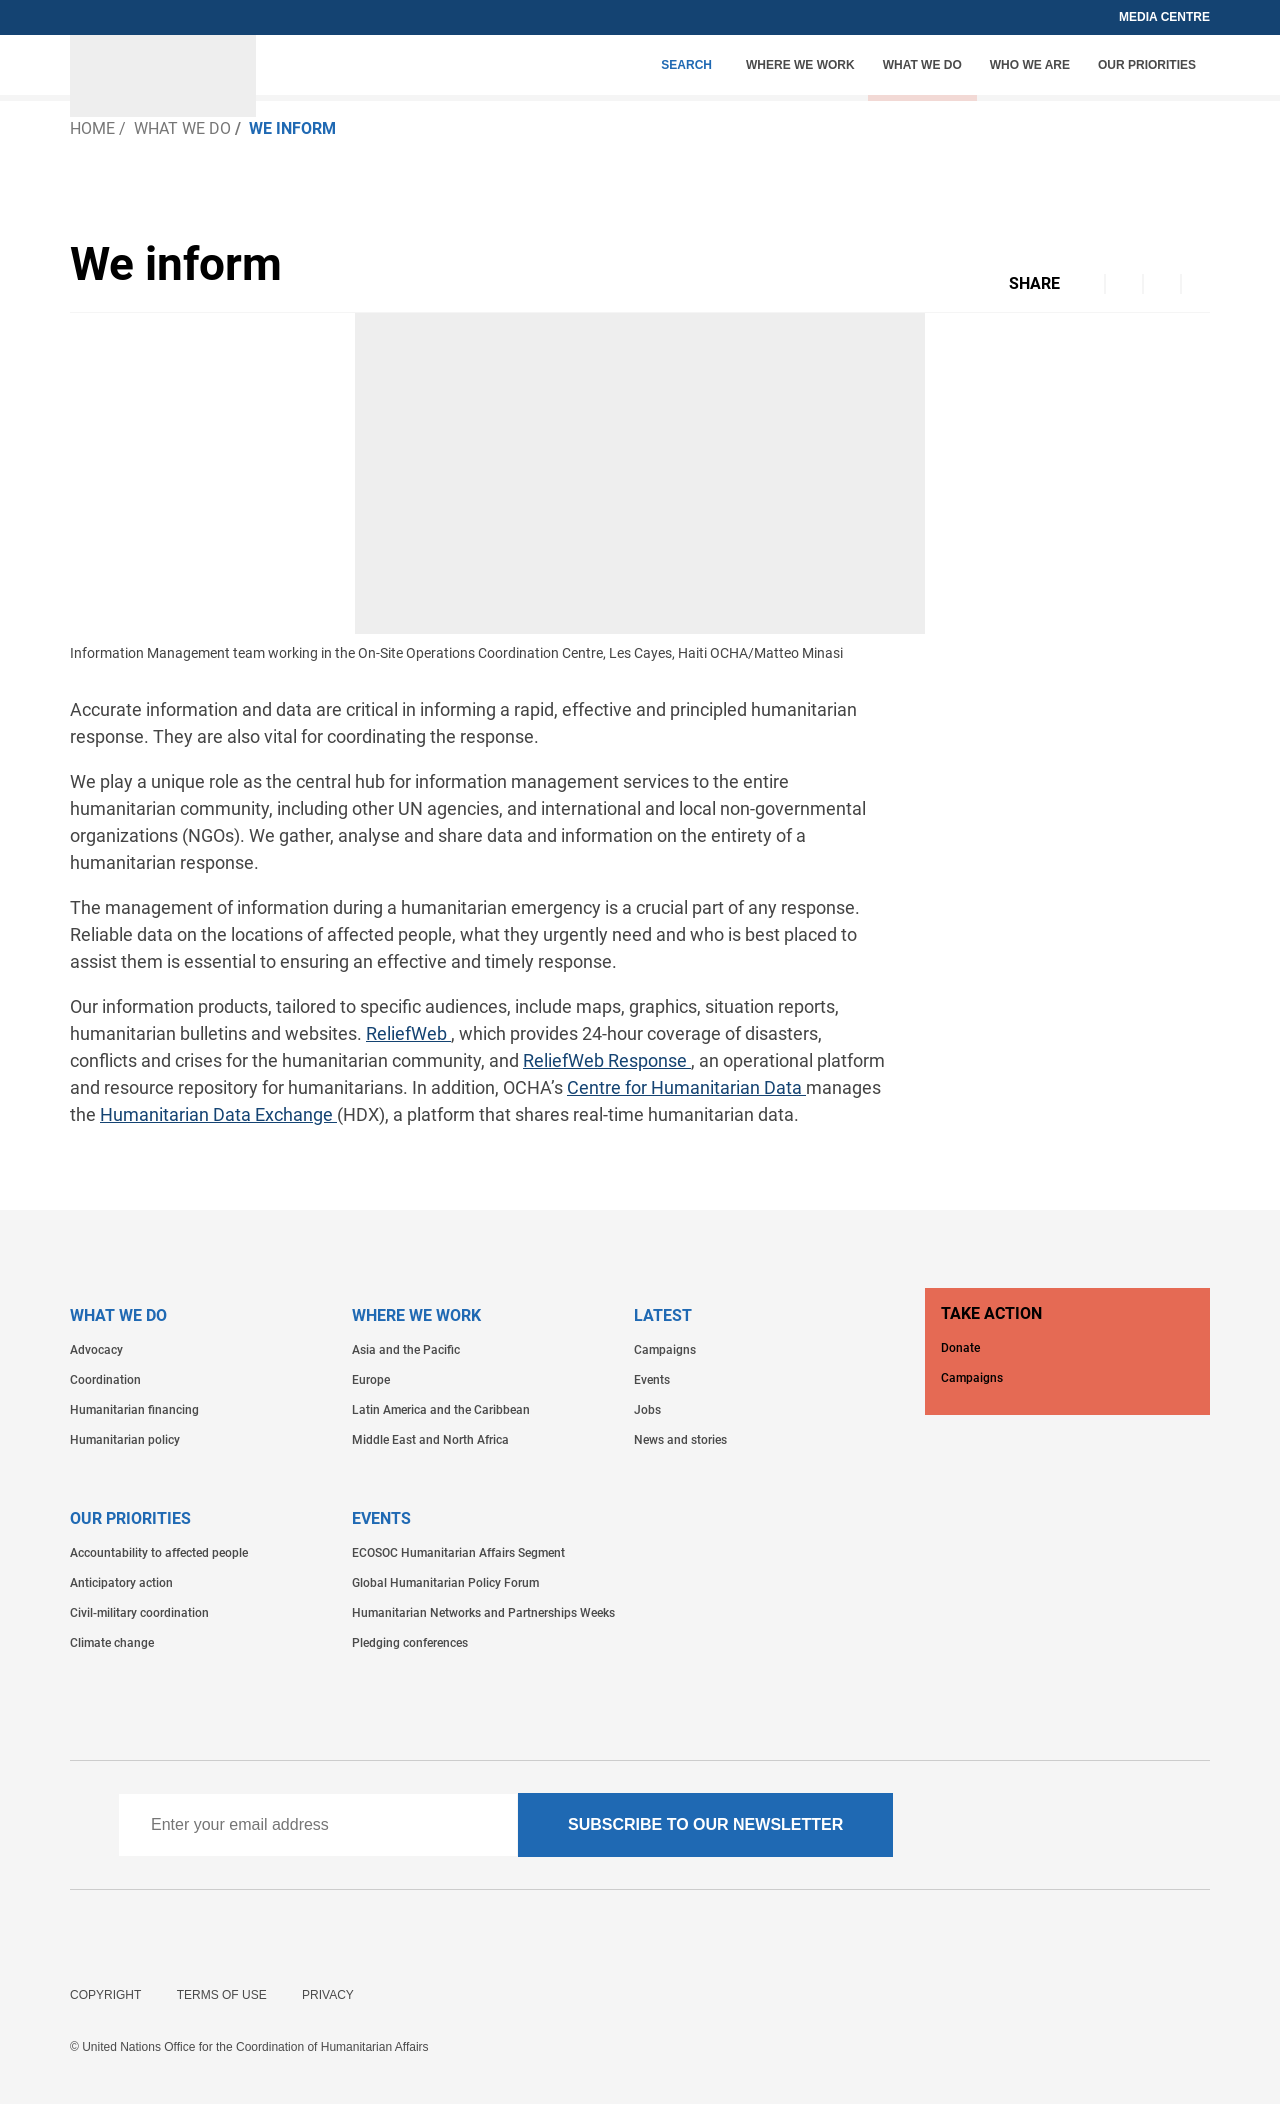 MEDIA CENTRE
SEARCH WHERE WE WORK WHAT WE DO WHO WE ARE OUR PRIORITIES
HOME / WHAT WE DO / WE INFORM
We inform
SHARE
Information Management team working in the On-Site Operations Coordination Centre, Les Cayes, Haiti OCHA/Matteo Minasi
Accurate information and data are critical in informing a rapid, effective and principled humanitarian
response. They are also vital for coordinating the response.
We play a unique role as the central hub for information management services to the entire
humanitarian community, including other UN agencies, and international and local non-governmental
organizations (NGOs). We gather, analyse and share data and information on the entirety of a
humanitarian response.
The management of information during a humanitarian emergency is a crucial part of any response.
Reliable data on the locations of affected people, what they urgently need and who is best placed to
assist them is essential to ensuring an effective and timely response.
Our information products, tailored to specific audiences, include maps, graphics, situation reports,
humanitarian bulletins and websites. ReliefWeb , which provides 24-hour coverage of disasters,
conflicts and crises for the humanitarian community, and ReliefWeb Response , an operational platform
and resource repository for humanitarians. In addition, OCHA’s Centre for Humanitarian Data manages
the Humanitarian Data Exchange (HDX), a platform that shares real-time humanitarian data.
WHAT WE DO
Advocacy
Coordination
Humanitarian financing
Humanitarian policy
WHERE WE WORK
Asia and the Pacific
Europe
Latin America and the Caribbean
Middle East and North Africa
LATEST
Campaigns
Events
Jobs
News and stories
TAKE ACTION
Donate
Campaigns
OUR PRIORITIES
Accountability to affected people
Anticipatory action
Civil-military coordination
Climate change
EVENTS
ECOSOC Humanitarian Affairs Segment
Global Humanitarian Policy Forum
Humanitarian Networks and Partnerships Weeks
Pledging conferences
Enter your email address
SUBSCRIBE TO OUR NEWSLETTER
COPYRIGHT TERMS OF USE PRIVACY
© United Nations Office for the Coordination of Humanitarian Affairs